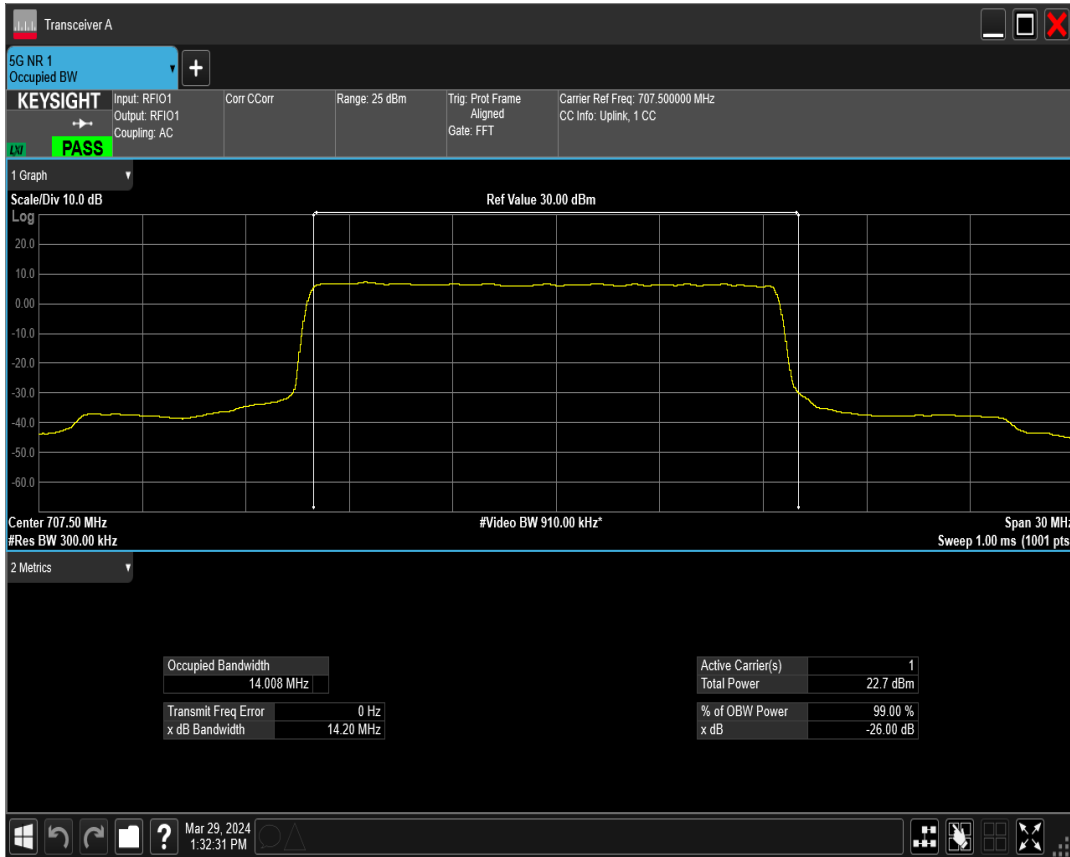 Transceiver A
5G NR 1
Occupied BW
+
KEYSIGHT
LXI
PASS
Input: RFIO1
Output: RFIO1
Coupling: AC
Corr CCorr
Range: 25 dBm
Trig: Prot Frame
Aligned
Gate: FFT
Carrier Ref Freq: 707.500000 MHz
CC Info: Uplink, 1 CC
1 Graph
Scale/Div 10.0 dB
Ref Value 30.00 dBm
Log
20.0
10.0
0.00
-10.0
-20.0
-30.0
-40.0
-50.0
-60.0
Center 707.50 MHz
#Video BW 910.00 kHz*
Span 30 MHz
#Res BW 300.00 kHz
Sweep 1.00 ms (1001 pts
2 Metrics
Occupied Bandwidth
14.008 MHz
Transmit Freq Error 0 Hz
x dB Bandwidth 14.20 MHz
Active Carrier(s) 1
Total Power 22.7 dBm
% of OBW Power 99.00 %
x dB -26.00 dB
?
Mar 29, 2024
1:32:31 PM